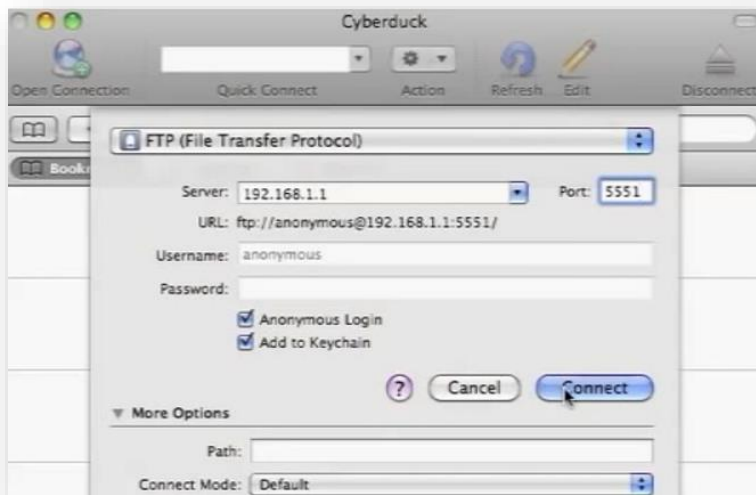 Cyberduck
Open Connection
Quick Connect
Action
Refresh
Edit
Disconnect
FTP (File Transfer Protocol)
Server: 192.168.1.1
Port: 5551
URL: ftp://anonymous@192.168.1.1:5551/
Username: anonymous
Password:
Anonymous Login
Add to Keychain
? Cancel Connect
More Options
Path:
Connect Mode: Default